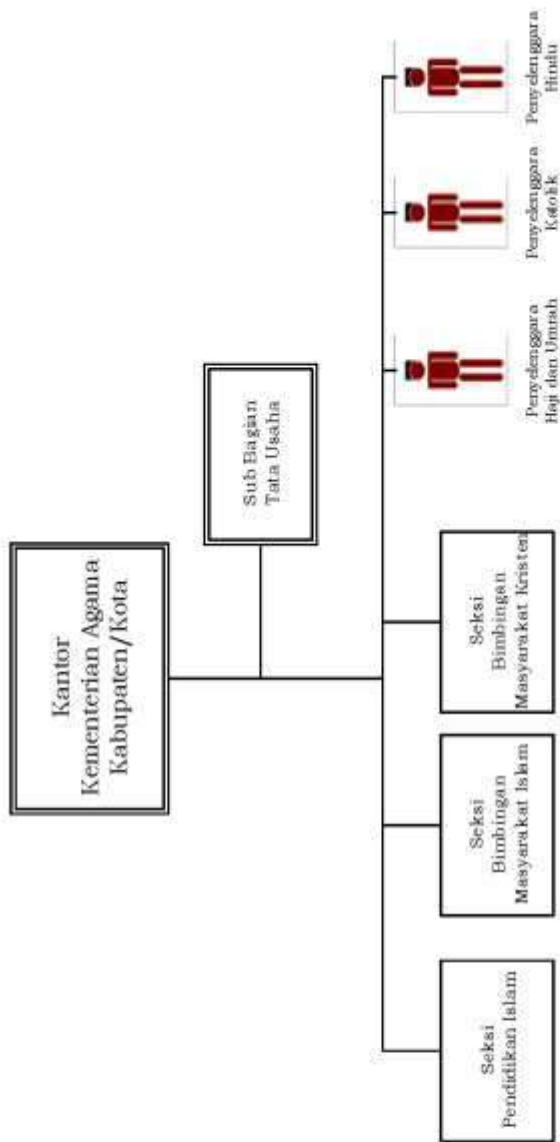 Kantor
Kementerian Agama
Kabupaten/Kota
Sub Bagian
Tata Usaha
Seksi
Pendidikan Islam
Seksi
Bimbingan
Masyarakat Islam
Seksi
Bimbingan
Masyarakat Kristen
Penyelenggara
Haji dan Umrah
Penyelenggara
Katolik
Penyelenggara
Hindu